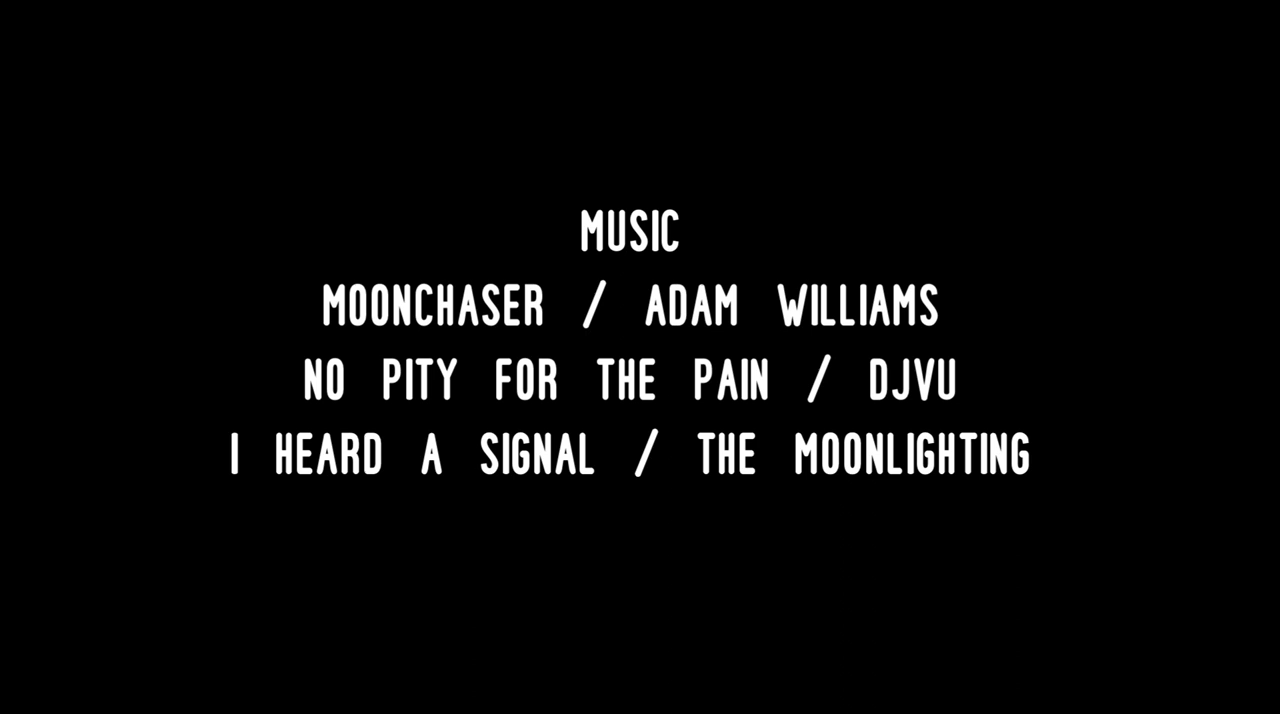 MUSIC
MOONCHASER / ADAM WILLIAMS
NO PITY FOR THE PAIN / DJVU
I HEARD A SIGNAL / THE MOONLIGHTING